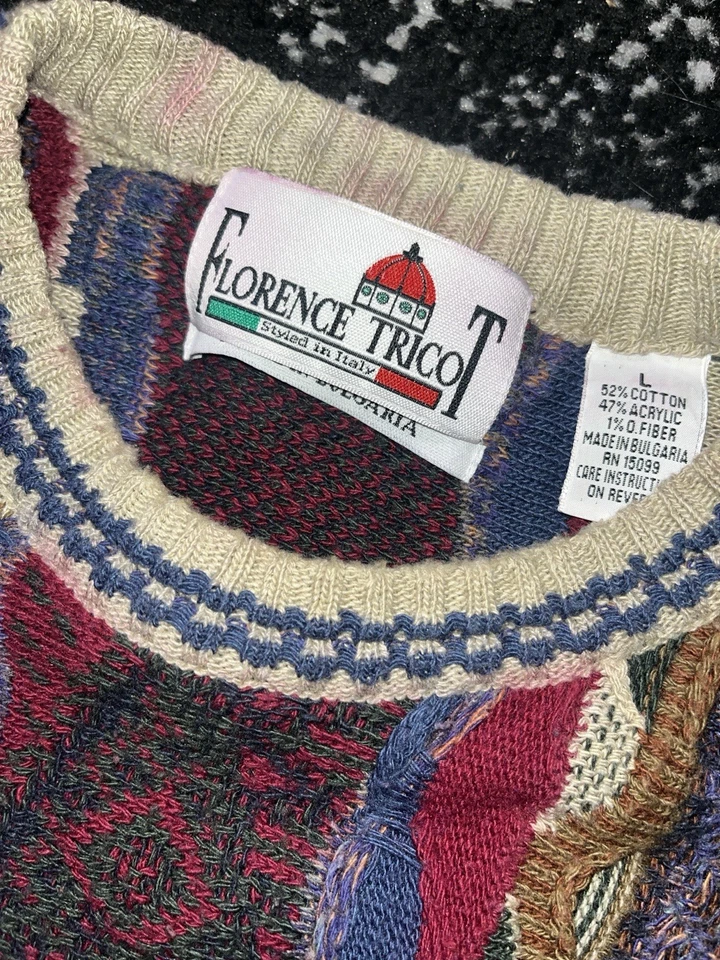 FLORENCE TRICOT
Styled in Italy
BULGARIA
L
52% COTTON
47% ACRYLIC
1% O. FIBER
MADE IN BULGARIA
RN 15099
CARE INSTRUCT
ON REVER